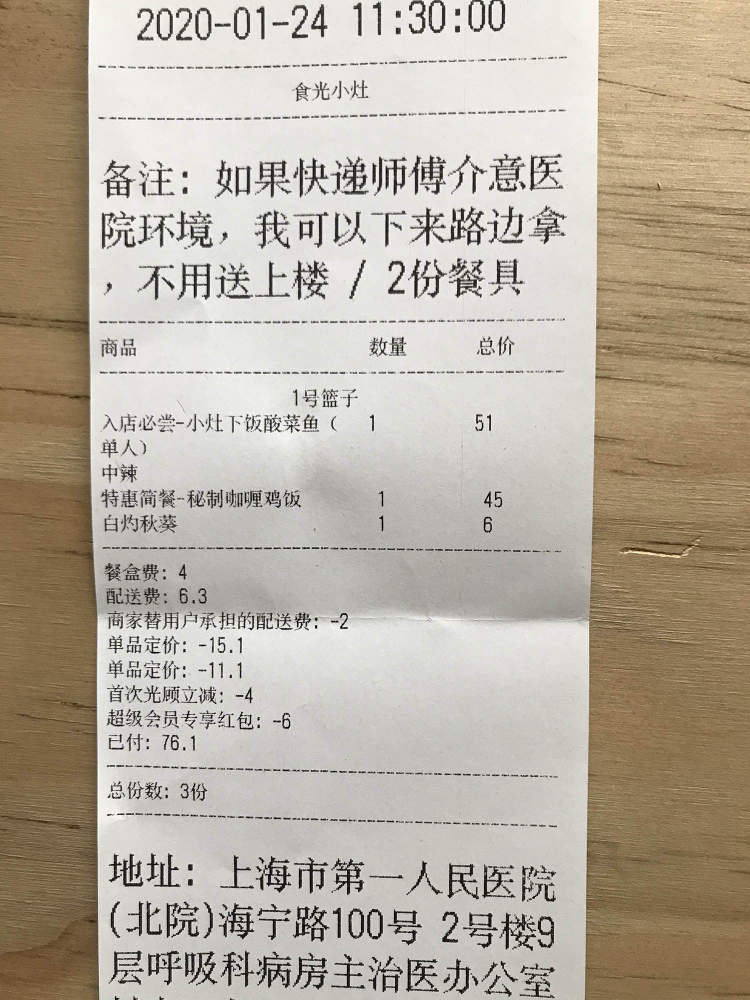 2020-01-24 11:30:00
食光小灶
备注: 如果快递师傅介意医
院环境，我可以下来路边拿
，不用送上楼 / 2份餐具
商品 数量 总价
1号篮子
入店必尝-小灶下饭酸菜鱼（ 1 51
单人）
中辣
特惠简餐-秘制咖喱鸡饭 1 45
白灼秋葵 1 6
餐盒费: 4
配送费: 6.3
商家替用户承担的配送费: -2
单品定价: -15.1
单品定价: -11.1
首次光顾立减: -4
超级会员专享红包: -6
已付: 76.1
总份数: 3份
地址: 上海市第一人民医院
(北院)海宁路100号 2号楼9
层呼吸科病房主治医办公室